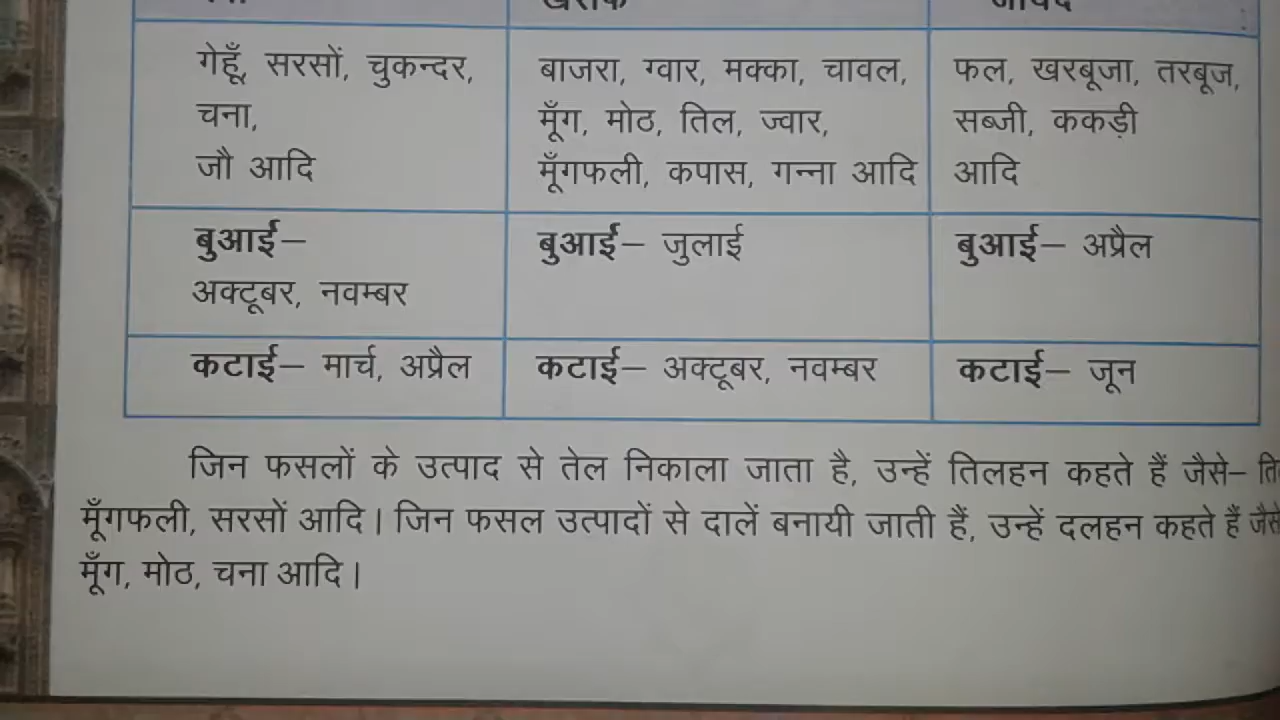 गेहूँ, सरसों, चुकन्दर,
चना,
जौ आदि
बाजरा, ग्वार, मक्का, चावल,
मूँग, मोठ, तिल, ज्वार,
मूँगफली, कपास, गन्ना आदि
फल, खरबूजा, तरबूज,
सब्जी, ककड़ी
आदि
बुआई–
अक्टूबर, नवम्बर
बुआई– जुलाई
बुआई– अप्रैल
कटाई– मार्च, अप्रैल
कटाई– अक्टूबर, नवम्बर
कटाई– जून
जिन फसलों के उत्पाद से तेल निकाला जाता है, उन्हें तिलहन कहते हैं जैसे–
मूँगफली, सरसों आदि। जिन फसल उत्पादों से दालें बनायी जाती हैं, उन्हें दलहन कहते हैं
मूँग, मोठ, चना आदि।